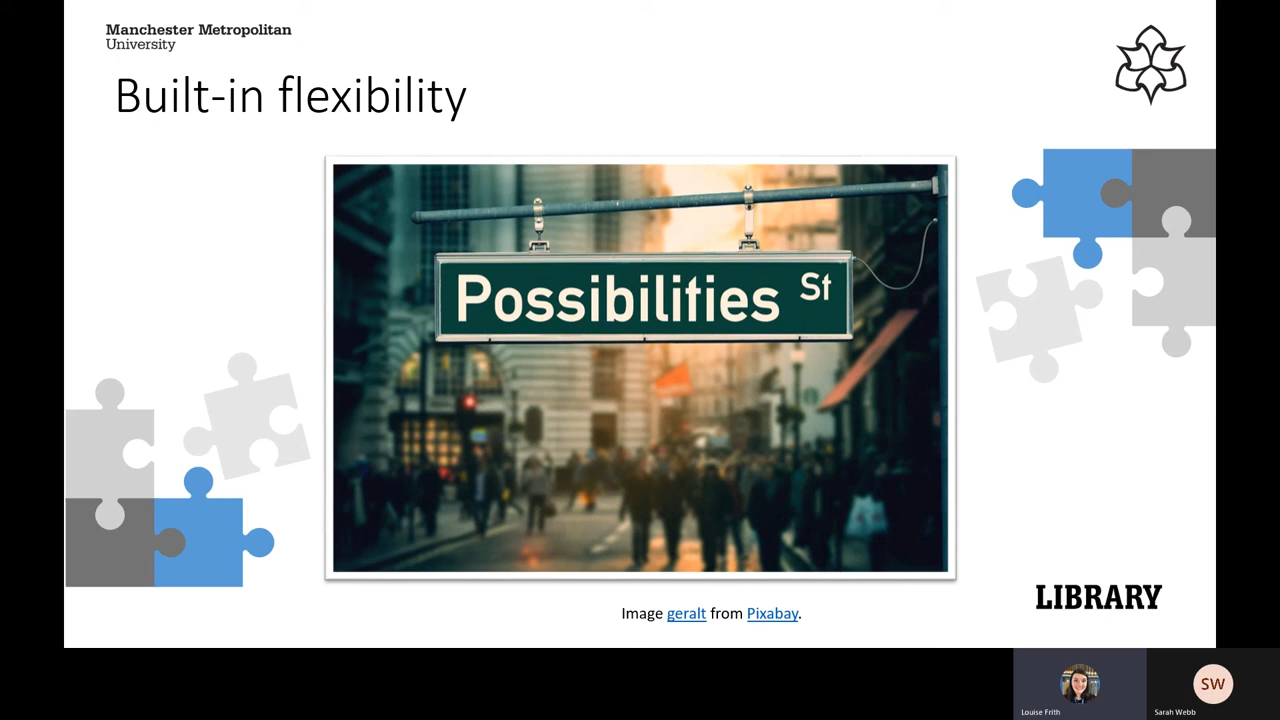 Manchester Metropolitan
University
Built-in flexibility
Possibilities St
Image geralt from Pixabay.
LIBRARY
SW
Louise Frith
Sarah Webb